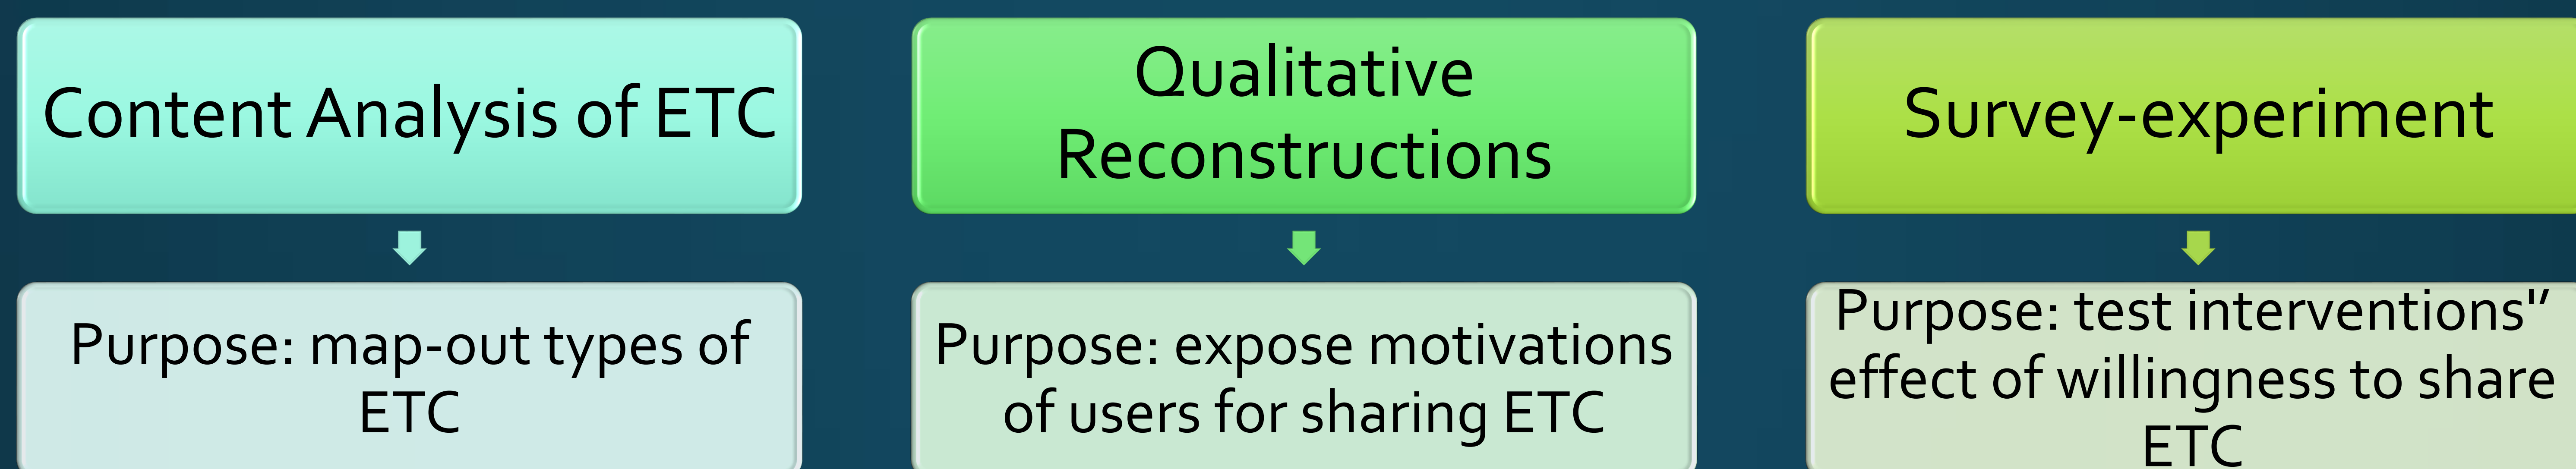 Content Analysis of ETC
Purpose: map-out types of
ETC
Qualitative
Reconstructions
Purpose: expose motivations
of users for sharing ETC
Survey-experiment
Purpose: test interventions"
effect of willingness to share
ETC